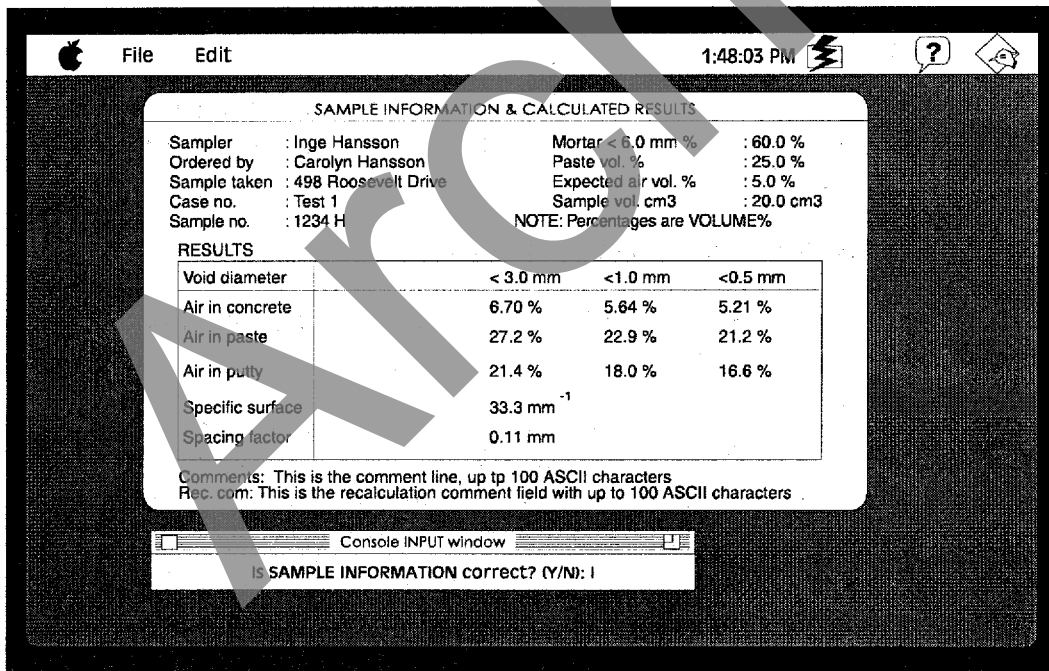 File Edit 1:48:03 PM ?
SAMPLE INFORMATION & CALCULATED RESULTS
Sampler : Inge Hansson Mortar < 6.0 mm % : 60.0 %
Ordered by : Carolyn Hansson Paste vol. % : 25.0 %
Sample taken : 498 Roosevelt Drive Expected air vol. % : 5.0 %
Case no. : Test 1 Sample vol. cm3 : 20.0 cm3
Sample no. : 1234 H NOTE: Percentages are VOLUME%
RESULTS
Void diameter < 3.0 mm <1.0 mm <0.5 mm
Air in concrete 6.70 % 5.64 % 5.21 %
Air in paste 27.2 % 22.9 % 21.2 %
Air in putty 21.4 % 18.0 % 16.6 %
Specific surface 33.3 mm -1
Spacing factor 0.11 mm
Comments: This is the comment line, up tp 100 ASCII characters
Rec. com: This is the recalculation comment field with up to 100 ASCII characters
Console INPUT window
Is SAMPLE INFORMATION correct? (Y/N): I